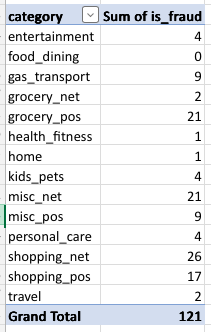 category Sum of is_fraud
entertainment 4
food_dining 0
gas_transport 9
grocery_net 2
grocery_pos 21
health_fitness 1
home 1
kids_pets 4
misc_net 21
misc_pos 9
personal_care 4
shopping_net 26
shopping_pos 17
travel 2
Grand Total 121